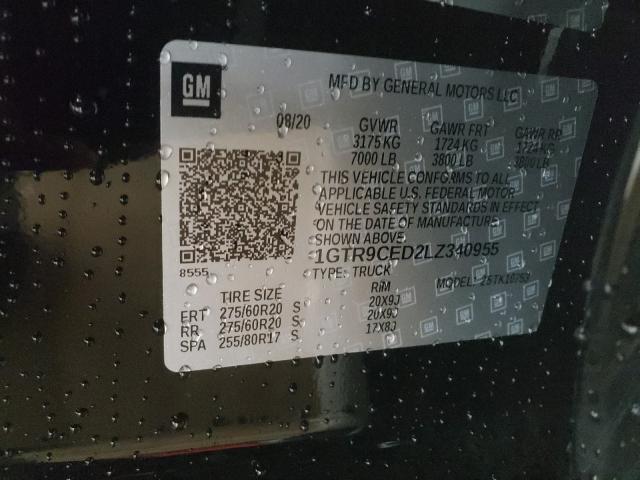 GM
MFD BY GENERAL MOTORS LLC
08/20 GVWR GAWR FRT GAWR RR
3175 KG 1724 KG 1724 KG
7000 LB 3800 LB 3800 LB
THIS VEHICLE CONFORMS TO ALL
APPLICABLE U.S. FEDERAL MOTOR
VEHICLE SAFETY STANDARDS IN EFFECT
ON THE DATE OF MANUFACTURE
SHOWN ABOVE
8555 1GTR9CED2LZ340955
TYPE: TRUCK MODEL:
TIRE SIZE RIM
FRT 275/60R20 S 20X9J
RR 275/60R20 S 20X9J
SPA 255/80R17 S 17X8J